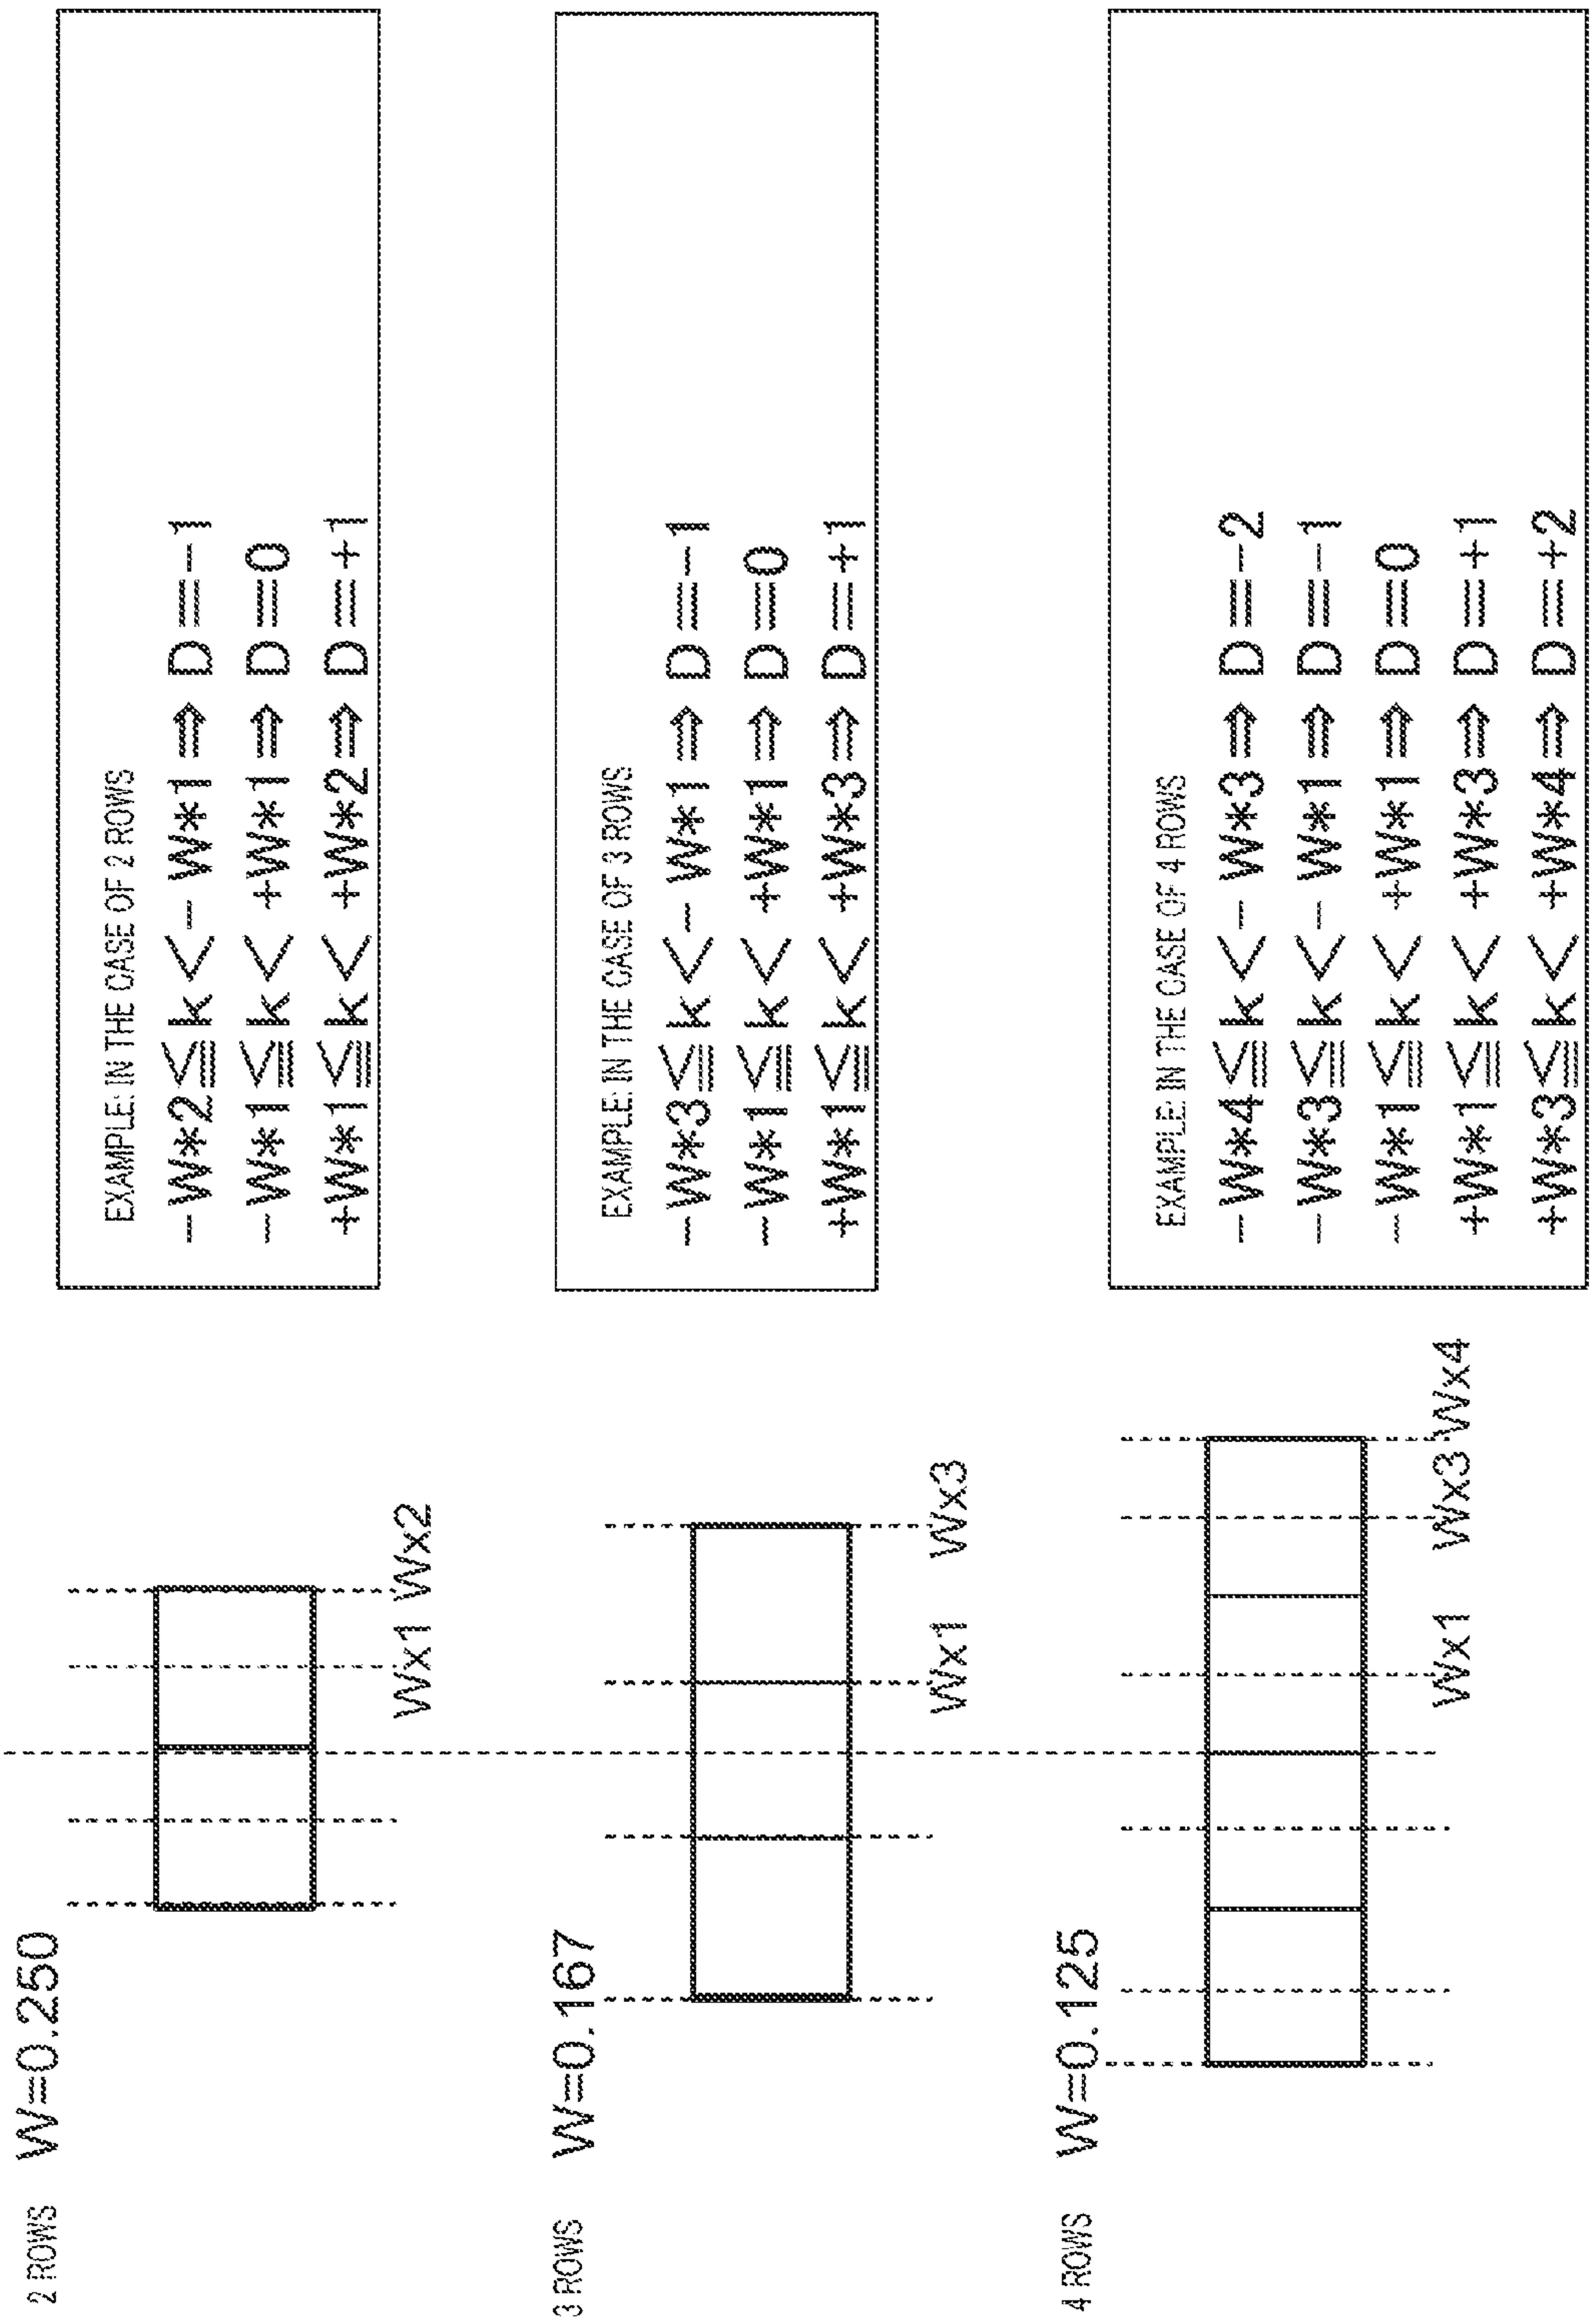 2 ROWS W=0.250
Wx1 Wx2
EXAMPLE: IN THE CASE OF 2 ROWS
-W*2≦k<-W*1⇒D=-1
-W*1≦k<+W*1⇒D=0
+W*1≦k<+W*2⇒D=+1
3 ROWS W=0.167
Wx1 Wx3
EXAMPLE: IN THE CASE OF 3 ROWS
-W*3≦k<-W*1⇒D=-1
-W*1≦k<+W*1⇒D=0
+W*1≦k<+W*3⇒D=+1
4 ROWS W=0.125
Wx1 Wx3 Wx4
EXAMPLE: IN THE CASE OF 4 ROWS
-W*4≦k<-W*3⇒D=-2
-W*3≦k<-W*1⇒D=-1
-W*1≦k<+W*1⇒D=0
+W*1≦k<+W*3⇒D=+1
+W*3≦k<+W*4⇒D=+2